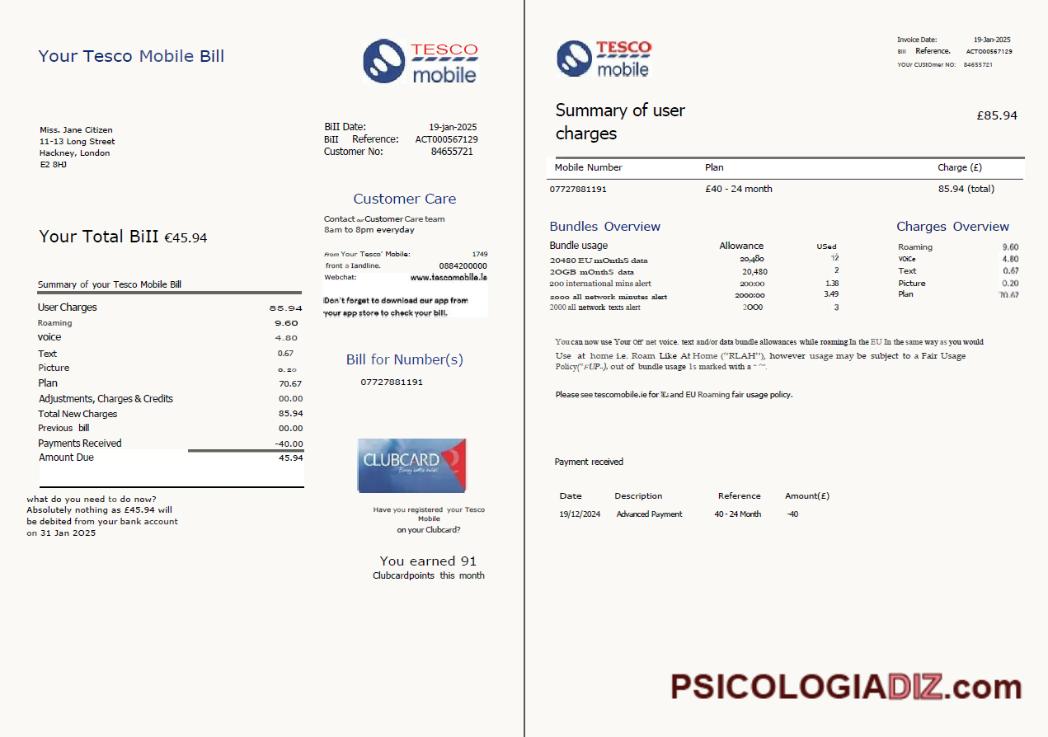 Your Tesco Mobile Bill
TESCO
mobile
Miss. Jane Citizen
11-13 Long Street
Hackney, London
E2 8HJ
BiII Date: 19-jan-2025
BiII Reference: ACT000567129
Customer No: 84655721
Customer Care
Contact our Customer Care team
8am to 8pm everyday
Your Total BiII €45.94
from Your Tesco' Mobile: 1749
front a landline. 0884200000
Webchat: www.tescomobile.ie
Don't forget to download our app from
your app store to check your bill.
Summary of your Tesco Mobile Bill
User Charges 85.94
Roaming 9.60
voice 4.80
Text 0.67
Picture 0.20
Plan 70.67
Adjustments, Charges & Credits 00.00
Total New Charges 85.94
Previous bill 00.00
Payments Received -40.00
Amount Due 45.94
Bill for Number(s)
07727881191
CLUBCARD
what do you need to do now?
Absolutely nothing as £45.94 will
be debited from your bank account
on 31 Jan 2025
Have you registered your Tesco
Mobile
on your Clubcard?
You earned 91
Clubcardpoints this month
TESCO
mobile
Invoice Date: 19-Jan-2025
Bill Reference. ACT000567129
YOUr CUStOmer NO: 84655721
Summary of user
charges
£85.94
Mobile Number Plan Charge (£)
07727881191 £40 - 24 month 85.94 (total)
Bundles Overview
Bundle usage Allowance USed
20480 EU mOnthS data 20,480 12
2OGB mOnthS data 20,480 2
200 international mins alert 200:00 1.38
2000 all network minutes alert 2000:00 3.49
2000 all network texts alert 2000 3
Charges Overview
Roaming 9.60
voice 4.80
Text 0.67
Picture 0.20
Plan 70.67
You can now use Your Off net voice. text and/or data bundle allowances while roaming In the EU In the same way as you would
Use at home i.e. Roam Like At Home ("RLAH"), however usage may be subject to a Fair Usage
out of bundle usage 1s marked with a
Please see tescomobile.ie for and EU Roaming fair usage policy.
Payment received
Date Description Reference Amount(£)
19/12/2024 Advanced Payment 40 - 24 Month -40
PSICOLOGIADIZ.com